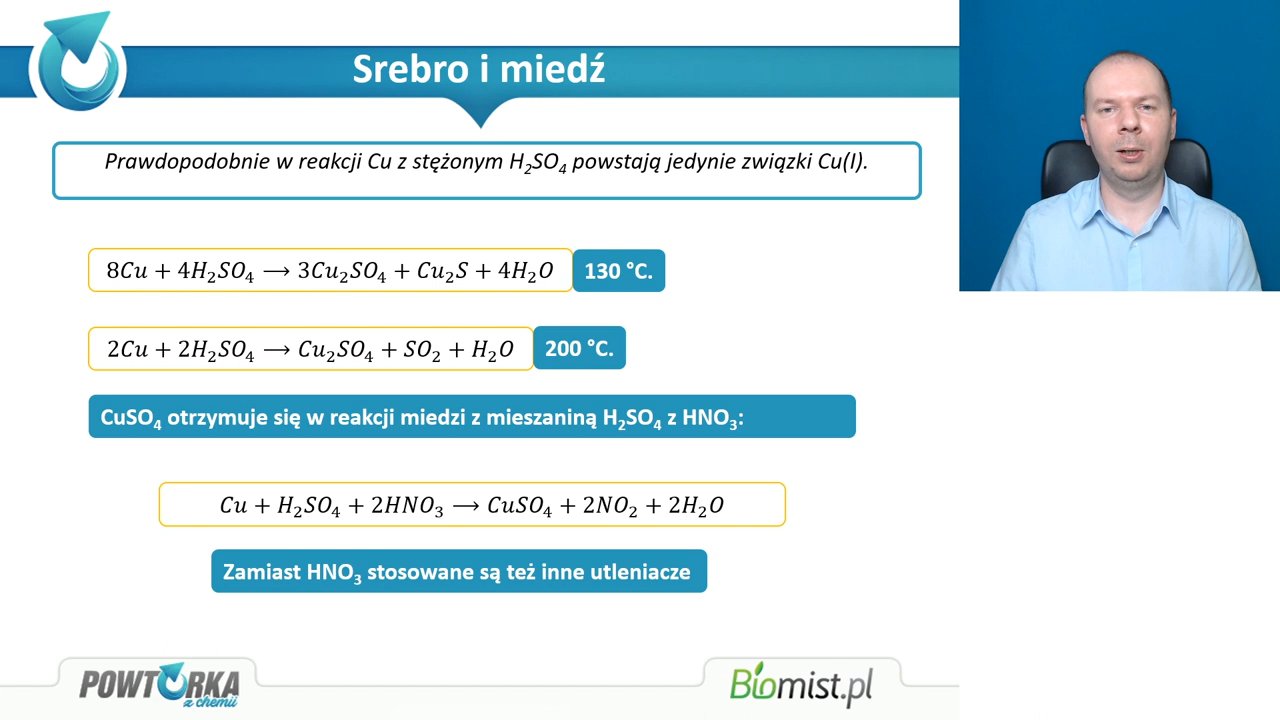 Srebro i miedź
Prawdopodobnie w reakcji Cu z stężonym H₂SO₄ powstają jedynie związki Cu(I).
8Cu + 4H₂SO₄ ⟶ 3Cu₂SO₄ + Cu₂S + 4H₂O 130 °C.
2Cu + 2H₂SO₄ ⟶ Cu₂SO₄ + SO₂ + H₂O 200 °C.
CuSO₄ otrzymuje się w reakcji miedzi z mieszaniną H₂SO₄ z HNO₃:
Cu + H₂SO₄ + 2HNO₃ ⟶ CuSO₄ + 2NO₂ + 2H₂O
Zamiast HNO₃ stosowane są też inne utleniacze
POWTÓRKA
z chemii
Biomist.pl